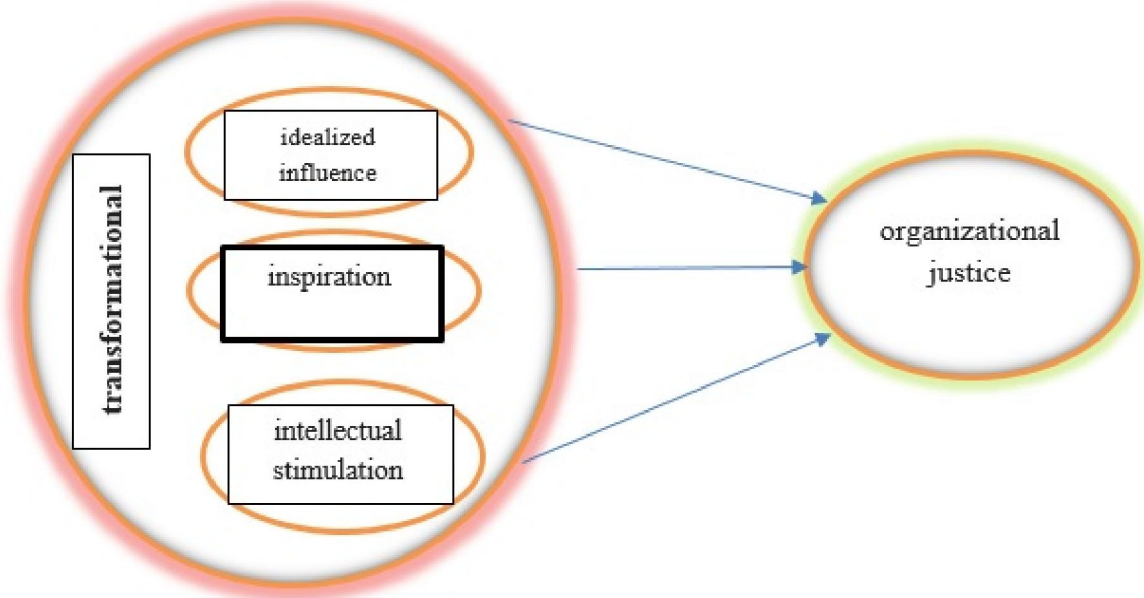 transformational
idealized
influence
inspiration
intellectual
stimulation
organizational
justice